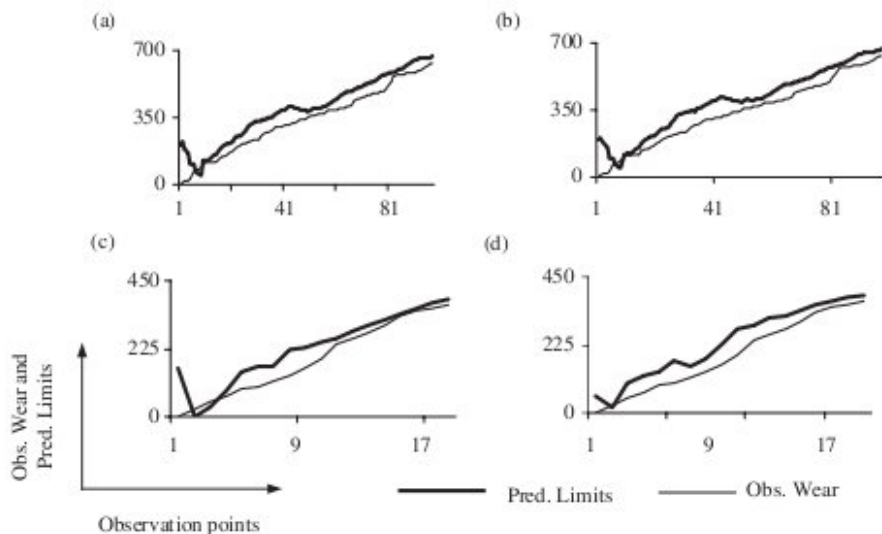 (a)
700
350
0
1
41
81
(b)
700
350
0
1
41
81
(c)
450
225
0
1
9
17
(d)
450
225
0
1
9
17
Obs. Wear and
Pred. Limits
Observation points
Pred. Limits
Obs. Wear